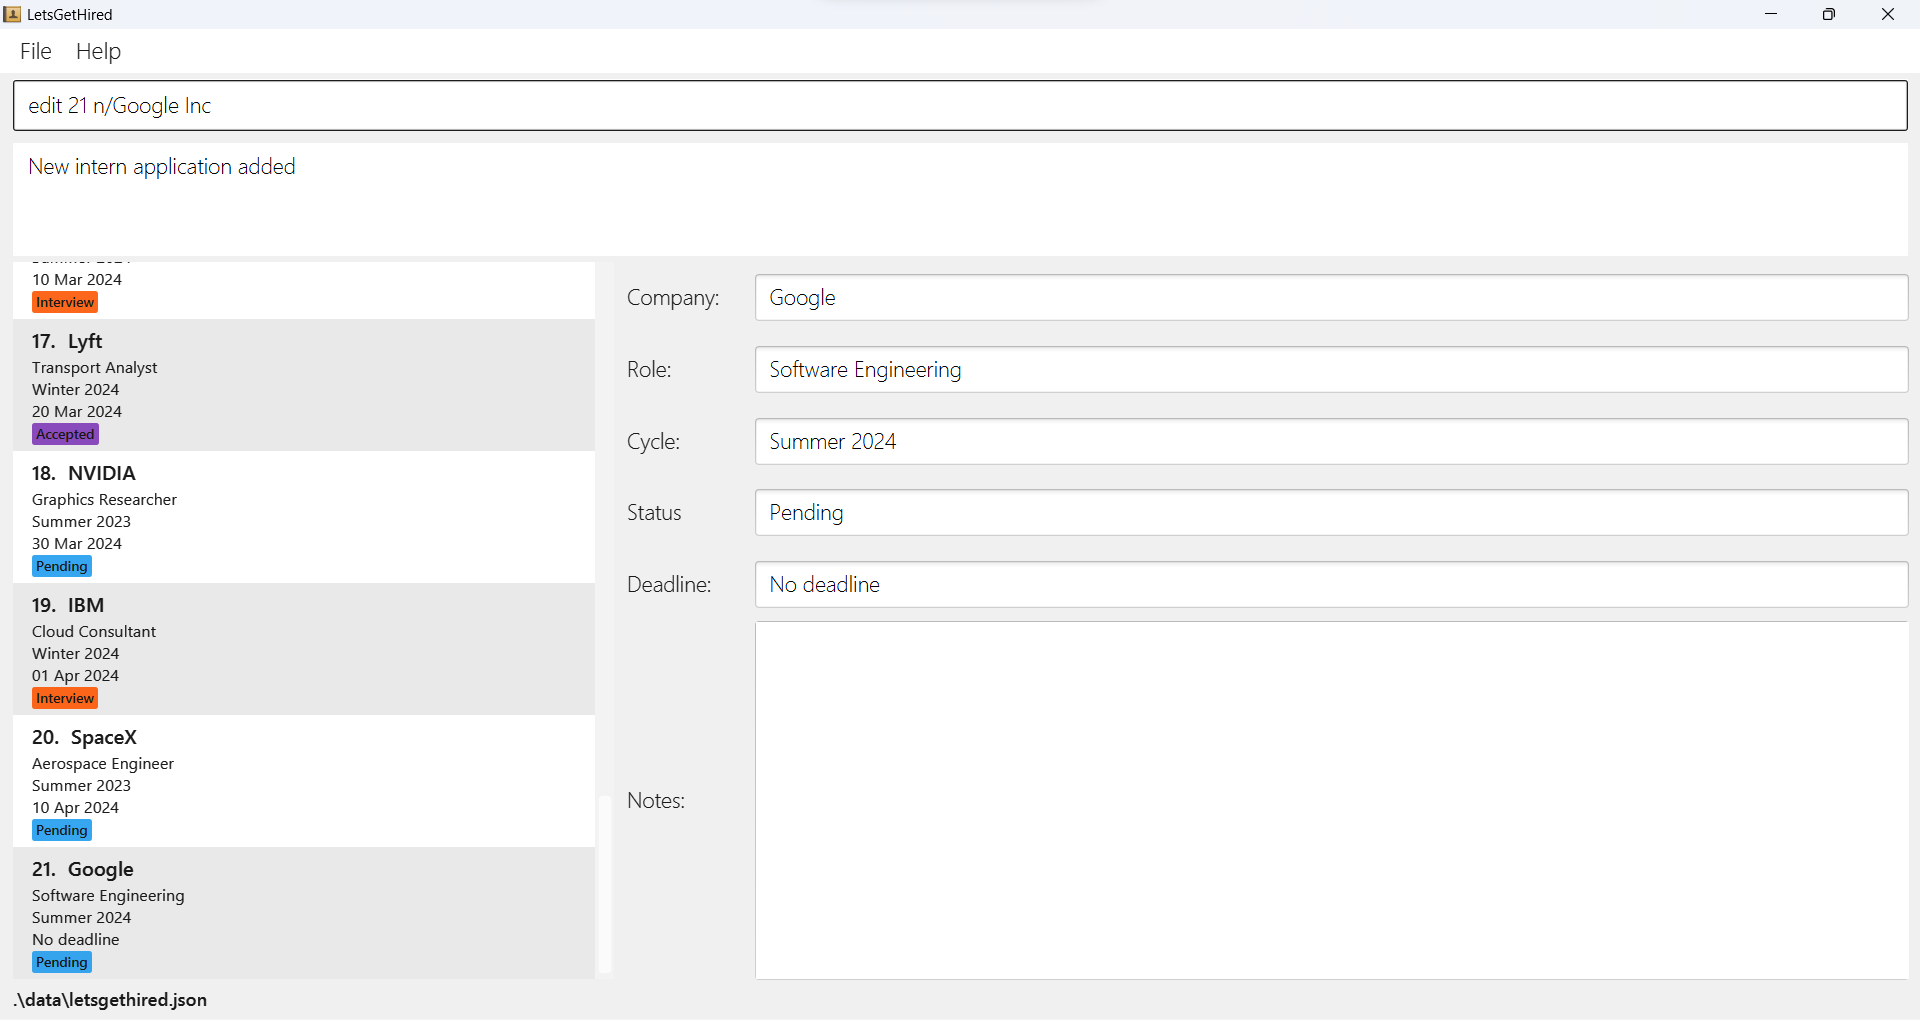 LetsGetHired
File Help
edit 21 n/Google Inc
New intern application added
10 Mar 2024
Interview
17. Lyft
Transport Analyst
Winter 2024
20 Mar 2024
Accepted
18. NVIDIA
Graphics Researcher
Summer 2023
30 Mar 2024
Pending
19. IBM
Cloud Consultant
Winter 2024
01 Apr 2024
Interview
20. SpaceX
Aerospace Engineer
Summer 2023
10 Apr 2024
Pending
21. Google
Software Engineering
Summer 2024
No deadline
Pending
Company: Google
Role: Software Engineering
Cycle: Summer 2024
Status Pending
Deadline: No deadline
Notes:
.\data\letsgethired.json